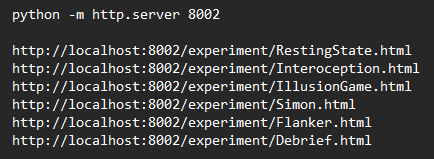 python -m http.server 8002
http://localhost:8002/experiment/RestingState.html
http://localhost:8002/experiment/Interoception.html
http://localhost:8002/experiment/IllusionGame.html
http://localhost:8002/experiment/Simon.html
http://localhost:8002/experiment/Flanker.html
http://localhost:8002/experiment/Debrief.html